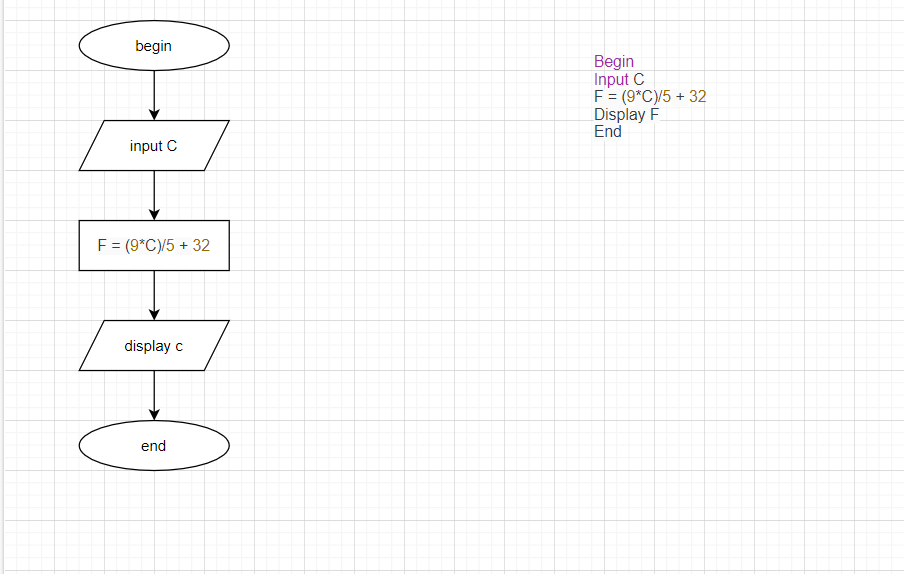 begin
input C
F = (9*C)/5 + 32
display c
end
Begin
Input C
F = (9*C)/5 + 32
Display F
End